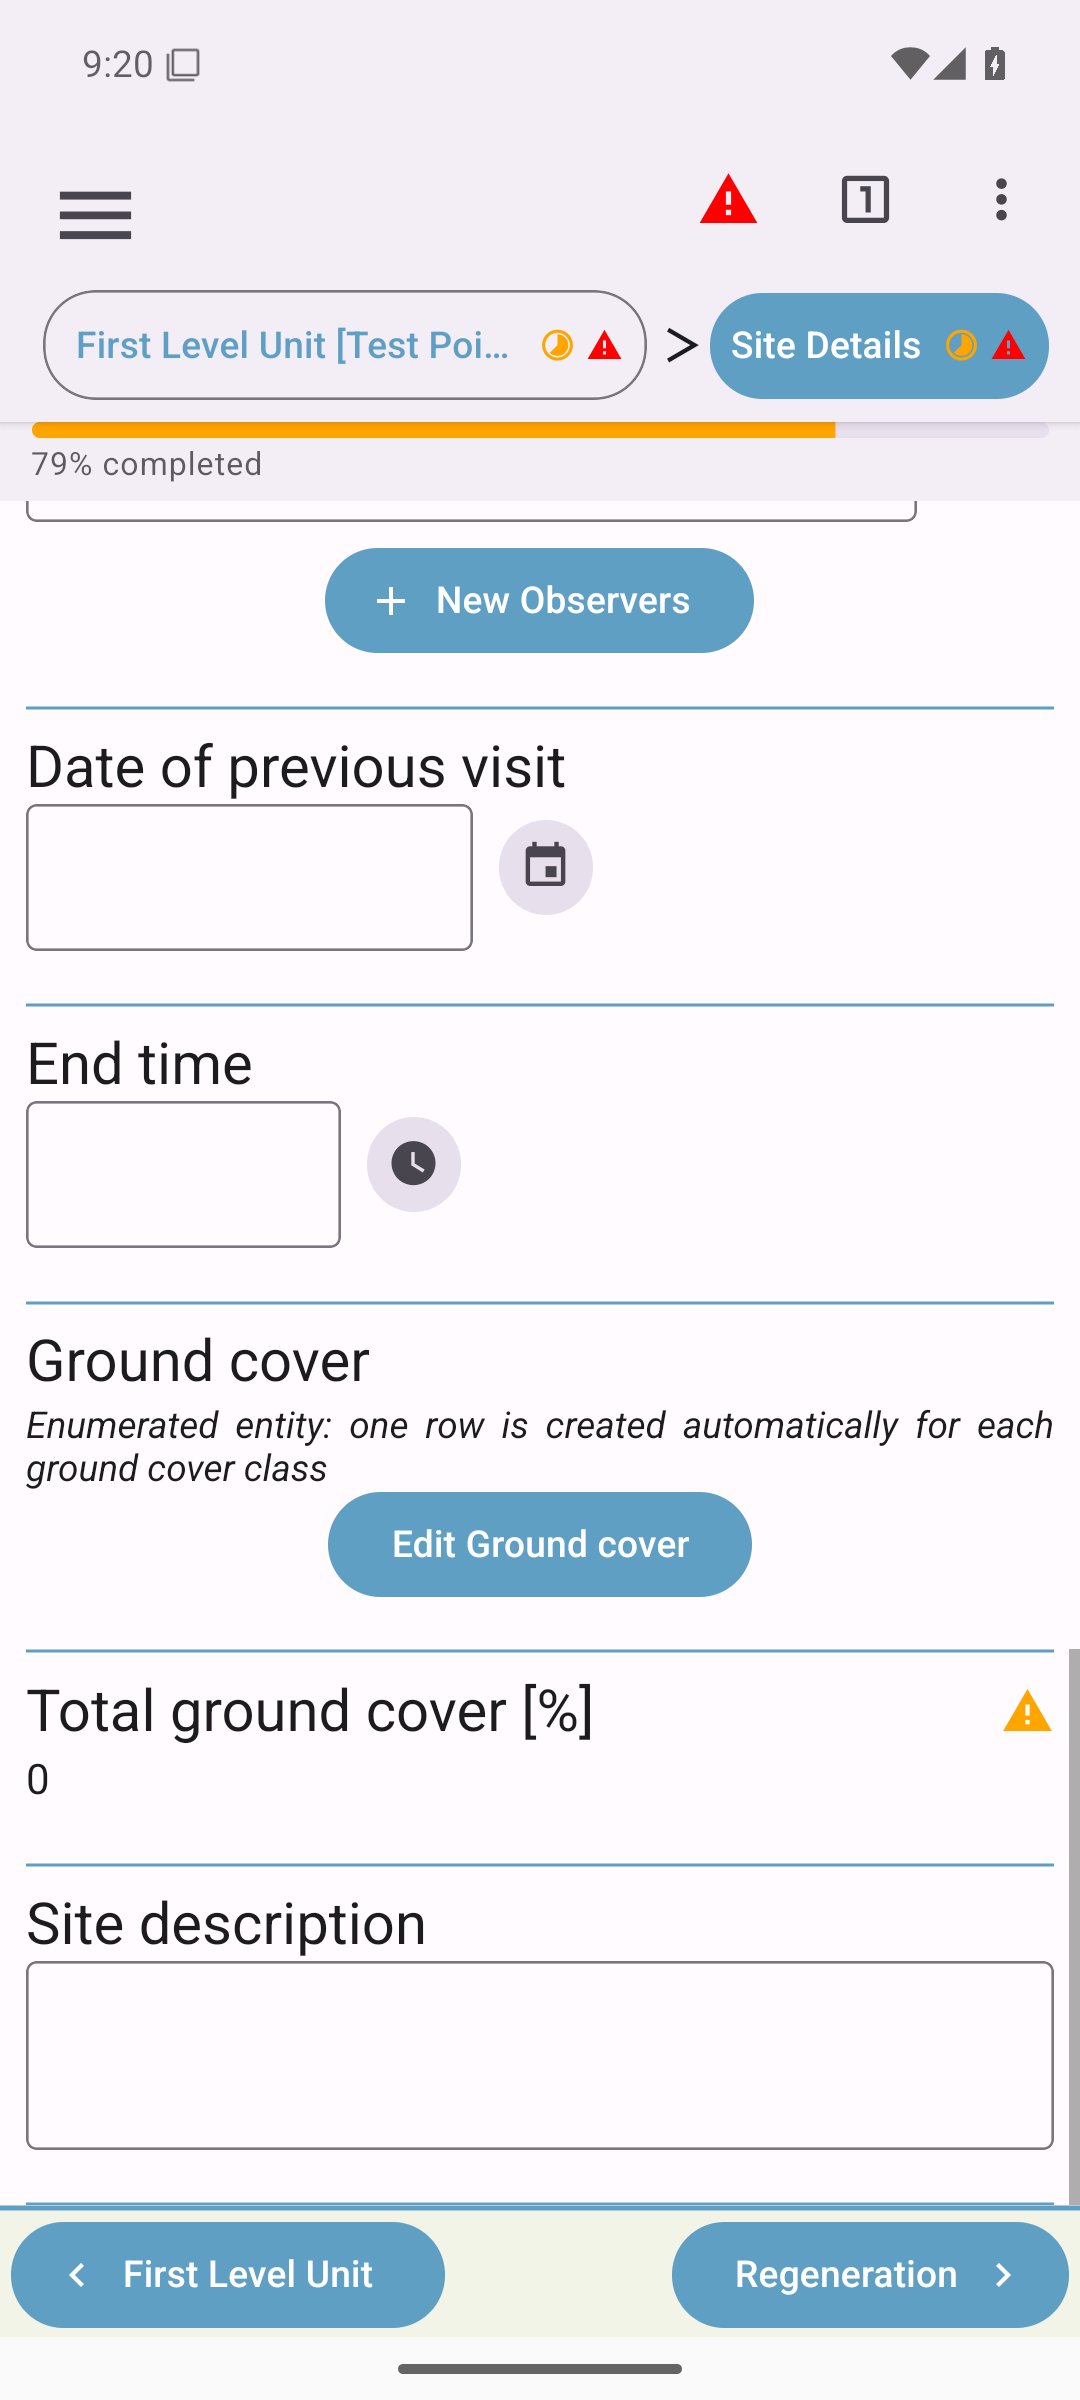 9:20
1
First Level Unit [Test Poi...
>
Site Details
79% completed
+ New Observers
Date of previous visit
End time
Ground cover
Enumerated entity: one row is created automatically for each
ground cover class
Edit Ground cover
Total ground cover [%]
0
Site description
First Level Unit
Regeneration